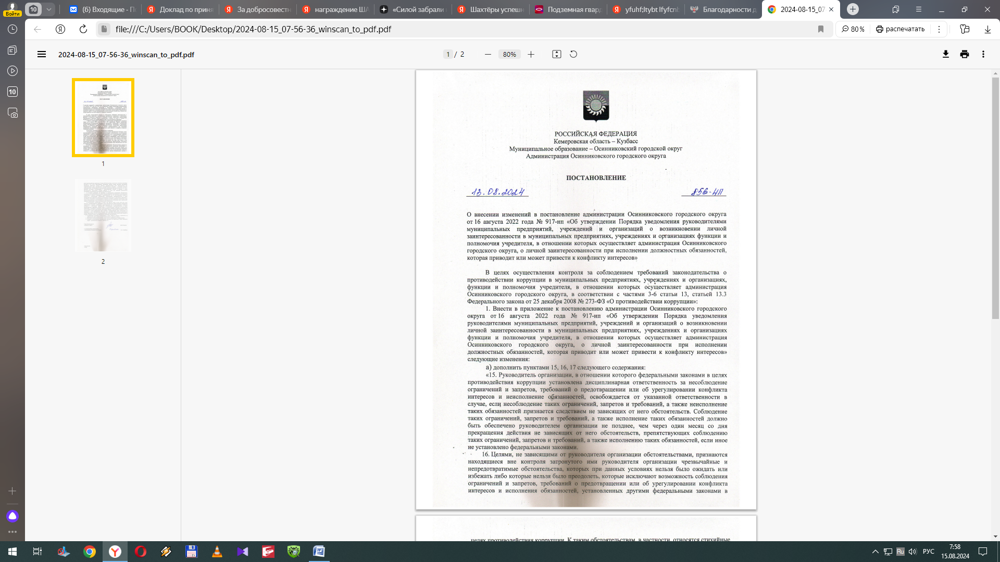 Войти
10
(6) Входящие - По
Доклад по приня
За добросовестн
награждение ША
«Силой забрали
Шахтёры успешн
Подземная гвард
yfuhf;ltybt Ifyfcnb
Благодарности д
2024-08-15_07
file:///C:/Users/BOOK/Desktop/2024-08-15_07-56-36_winscan_to_pdf.pdf
80%
распечатать
10
2024-08-15_07-56-36_winscan_to_pdf.pdf
1 / 2
80%
1
2
РОССИЙСКАЯ ФЕДЕРАЦИЯ
Кемеровская область – Кузбасс
Муниципальное образование – Осинниковский городской округ
Администрация Осинниковского городского округа
ПОСТАНОВЛЕНИЕ
13.08.2024 856-нп
О внесении изменений в постановление администрации Осинниковского городского округа
от 16 августа 2022 года № 917-нп «Об утверждении Порядка уведомления руководителями
муниципальных предприятий, учреждений и организаций о возникновении личной
заинтересованности в муниципальных предприятиях, учреждениях и организациях функции и
полномочия учредителя, в отношении которых осуществляет администрация Осинниковского
городского округа, о личной заинтересованности при исполнении должностных обязанностей,
которая приводит или может привести к конфликту интересов»
В целях осуществления контроля за соблюдением требований законодательства о
противодействии коррупции в муниципальных предприятиях, учреждениях и организациях,
функции и полномочия учредителя, в отношении которых осуществляет администрация
Осинниковского городского округа, в соответствии с частями 3-6 статьи 13, статьей 13.3
Федерального закона от 25 декабря 2008 № 273-ФЗ «О противодействии коррупции»:
1. Внести в приложение к постановлению администрации Осинниковского городского
округа от 16 августа 2022 года № 917-нп «Об утверждении Порядка уведомления
руководителями муниципальных предприятий, учреждений и организаций о возникновении
личной заинтересованности в муниципальных предприятиях, учреждениях и организациях
функции и полномочия учредителя, в отношении которых осуществляет администрация
Осинниковского городского округа, о личной заинтересованности при исполнении
должностных обязанностей, которая приводит или может привести к конфликту интересов»
следующие изменения:
а) дополнить пунктами 15, 16, 17 следующего содержания:
«15. Руководитель организации, в отношении которого федеральными законами в целях
противодействия коррупции установлена дисциплинарная ответственность за несоблюдение
ограничений и запретов, требований о предотвращении или об урегулировании конфликта
интересов и неисполнение обязанностей, освобождается от указанной ответственности в
случае, если несоблюдение таких ограничений, запретов и требований, а также неисполнение
таких обязанностей признается следствием не зависящих от него обстоятельств. Соблюдение
таких ограничений, запретов и требований, а также исполнение таких обязанностей должно
быть обеспечено руководителем организации не позднее, чем через один месяц со дня
прекращения действия не зависящих от него обстоятельств, препятствующих соблюдению
таких ограничений, запретов и требований, а также исполнению таких обязанностей, если иное
не установлено федеральными законами.
16. Целями, не зависящими от руководителя организации обстоятельствами, признаются
находящиеся вне контроля затронутого ими руководителя организации чрезвычайные и
непредотвратимые обстоятельства, которых при данных условиях нельзя было ожидать или
избежать либо которые нельзя было преодолеть, которые исключают возможность соблюдения
ограничений и запретов, требований о предотвращении или об урегулировании конфликта
интересов и исполнения обязанностей, установленных другими федеральными законами в
целях противодействия коррупции. К таким обстоятельствам, в частности, относятся стихийные
Ru
РУС
7:58
15.08.2024